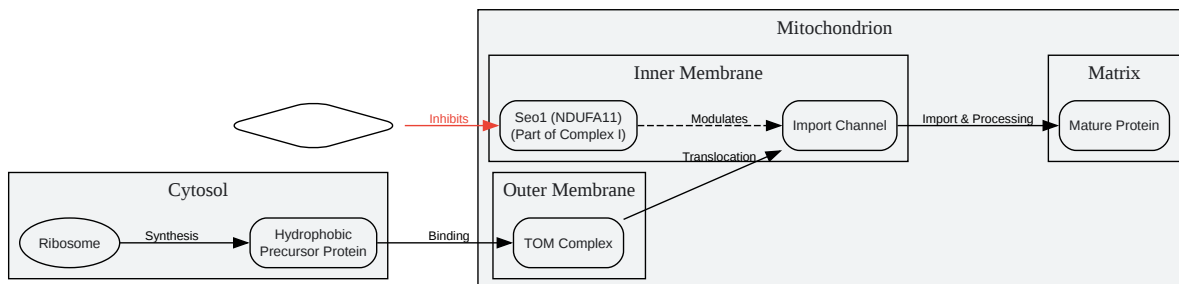 Mitochondrion
Inner Membrane
Matrix
Inhibits
Seo1 (NDUFA11)
(Part of Complex I)
Modulates
Import Channel
Import & Processing
Mature Protein
Translocation
Cytosol
Outer Membrane
Ribosome
Synthesis
Hydrophobic
Precursor Protein
Binding
TOM Complex